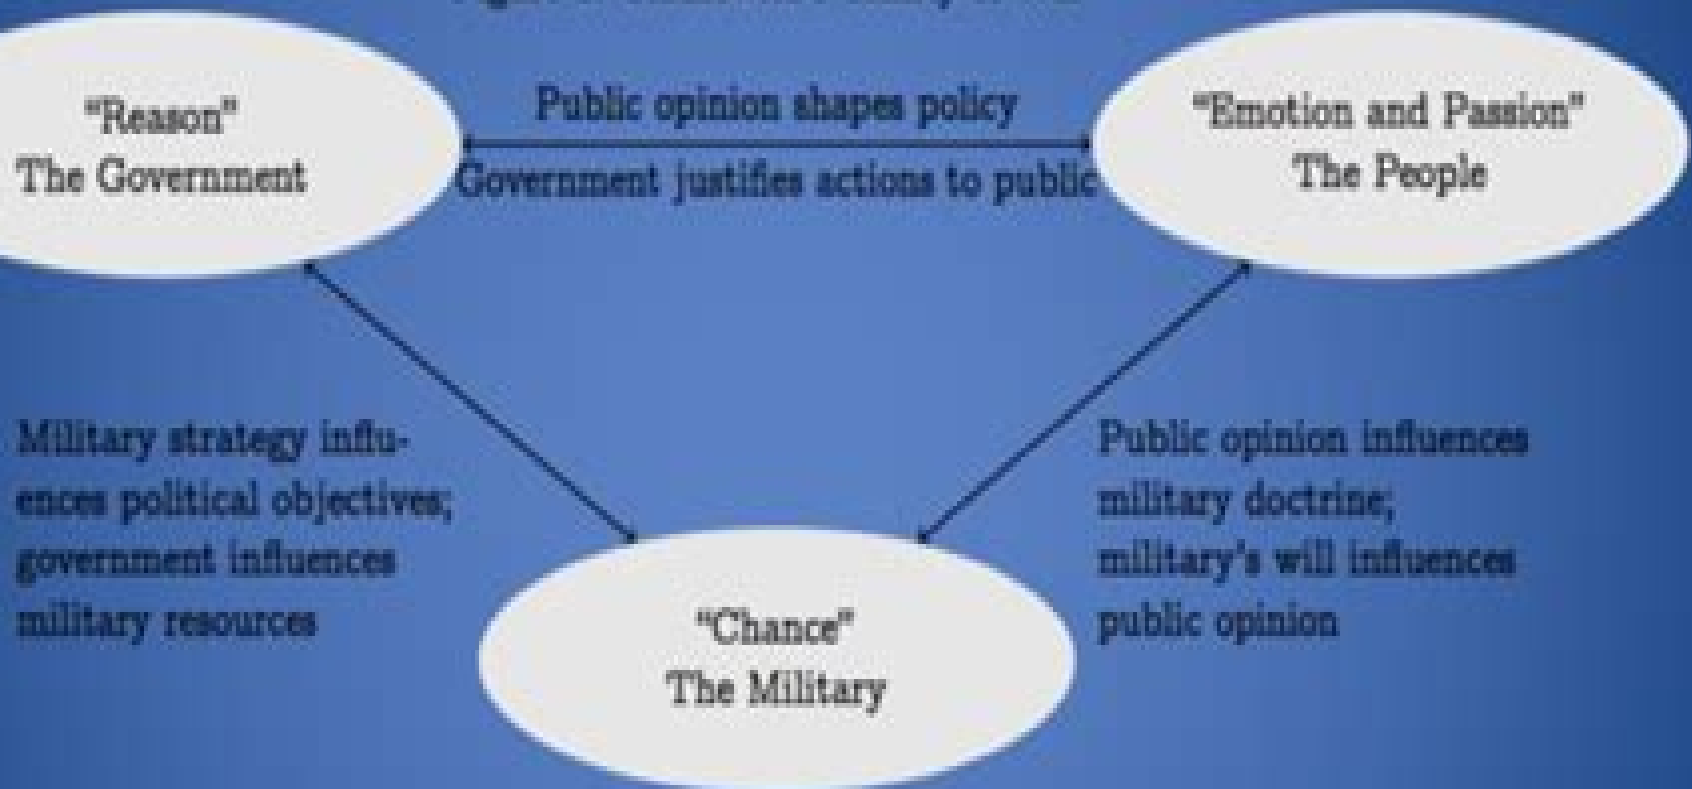 “Reason”
The Government
Public opinion shapes policy
Government justifies actions to public
“Emotion and Passion”
The People
Military strategy influ-
ences political objectives;
government influences
military resources
Public opinion influences
military doctrine;
military’s will influences
public opinion
“Chance”
The Military